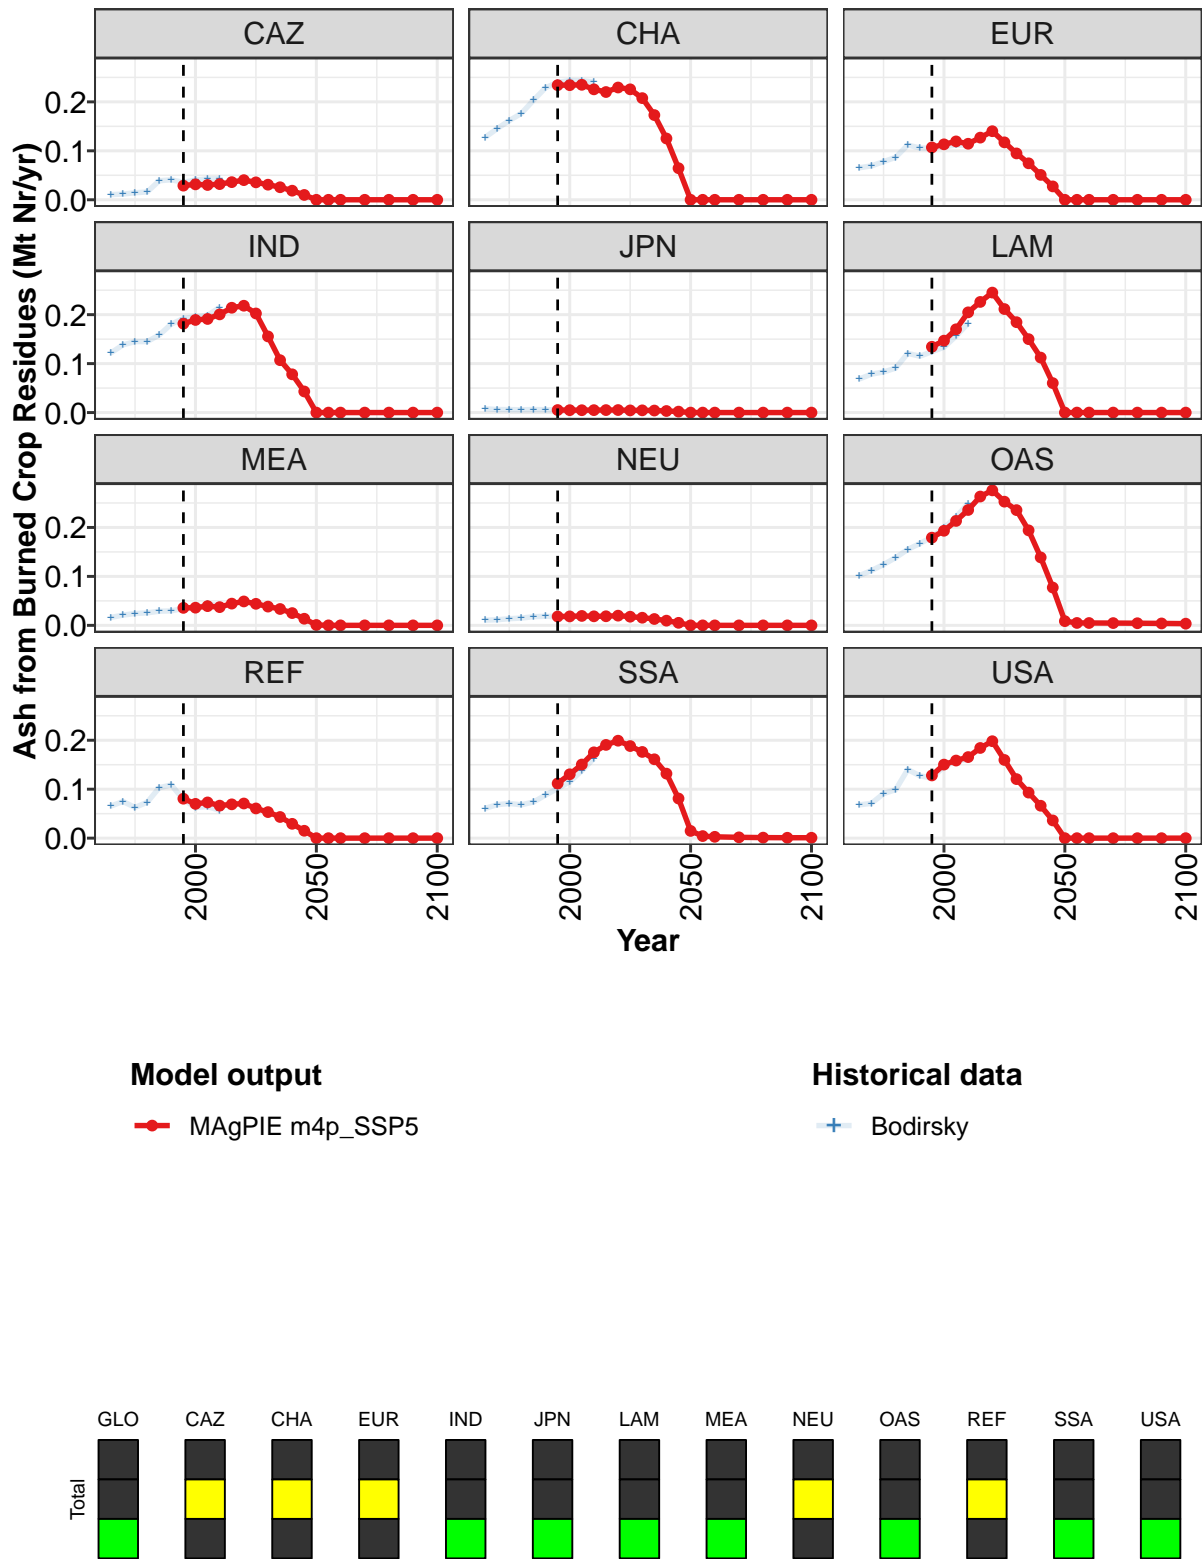 Ash from Burned Crop Residues (Mt Nr/yr)
CAZ CHA EUR
0.2
0.1
0.0
IND JPN LAM
0.2
0.1
0.0
MEA NEU OAS
0.2
0.1
0.0
REF SSA USA
0.2
0.1
0.0
2000 2050 2100 2000 2050 2100 2000 2050 2100
Year
Model output Historical data
MAgPIE m4p_SSP5 Bodirsky
GLO CAZ CHA EUR IND JPN LAM MEA NEU OAS REF SSA USA
Total